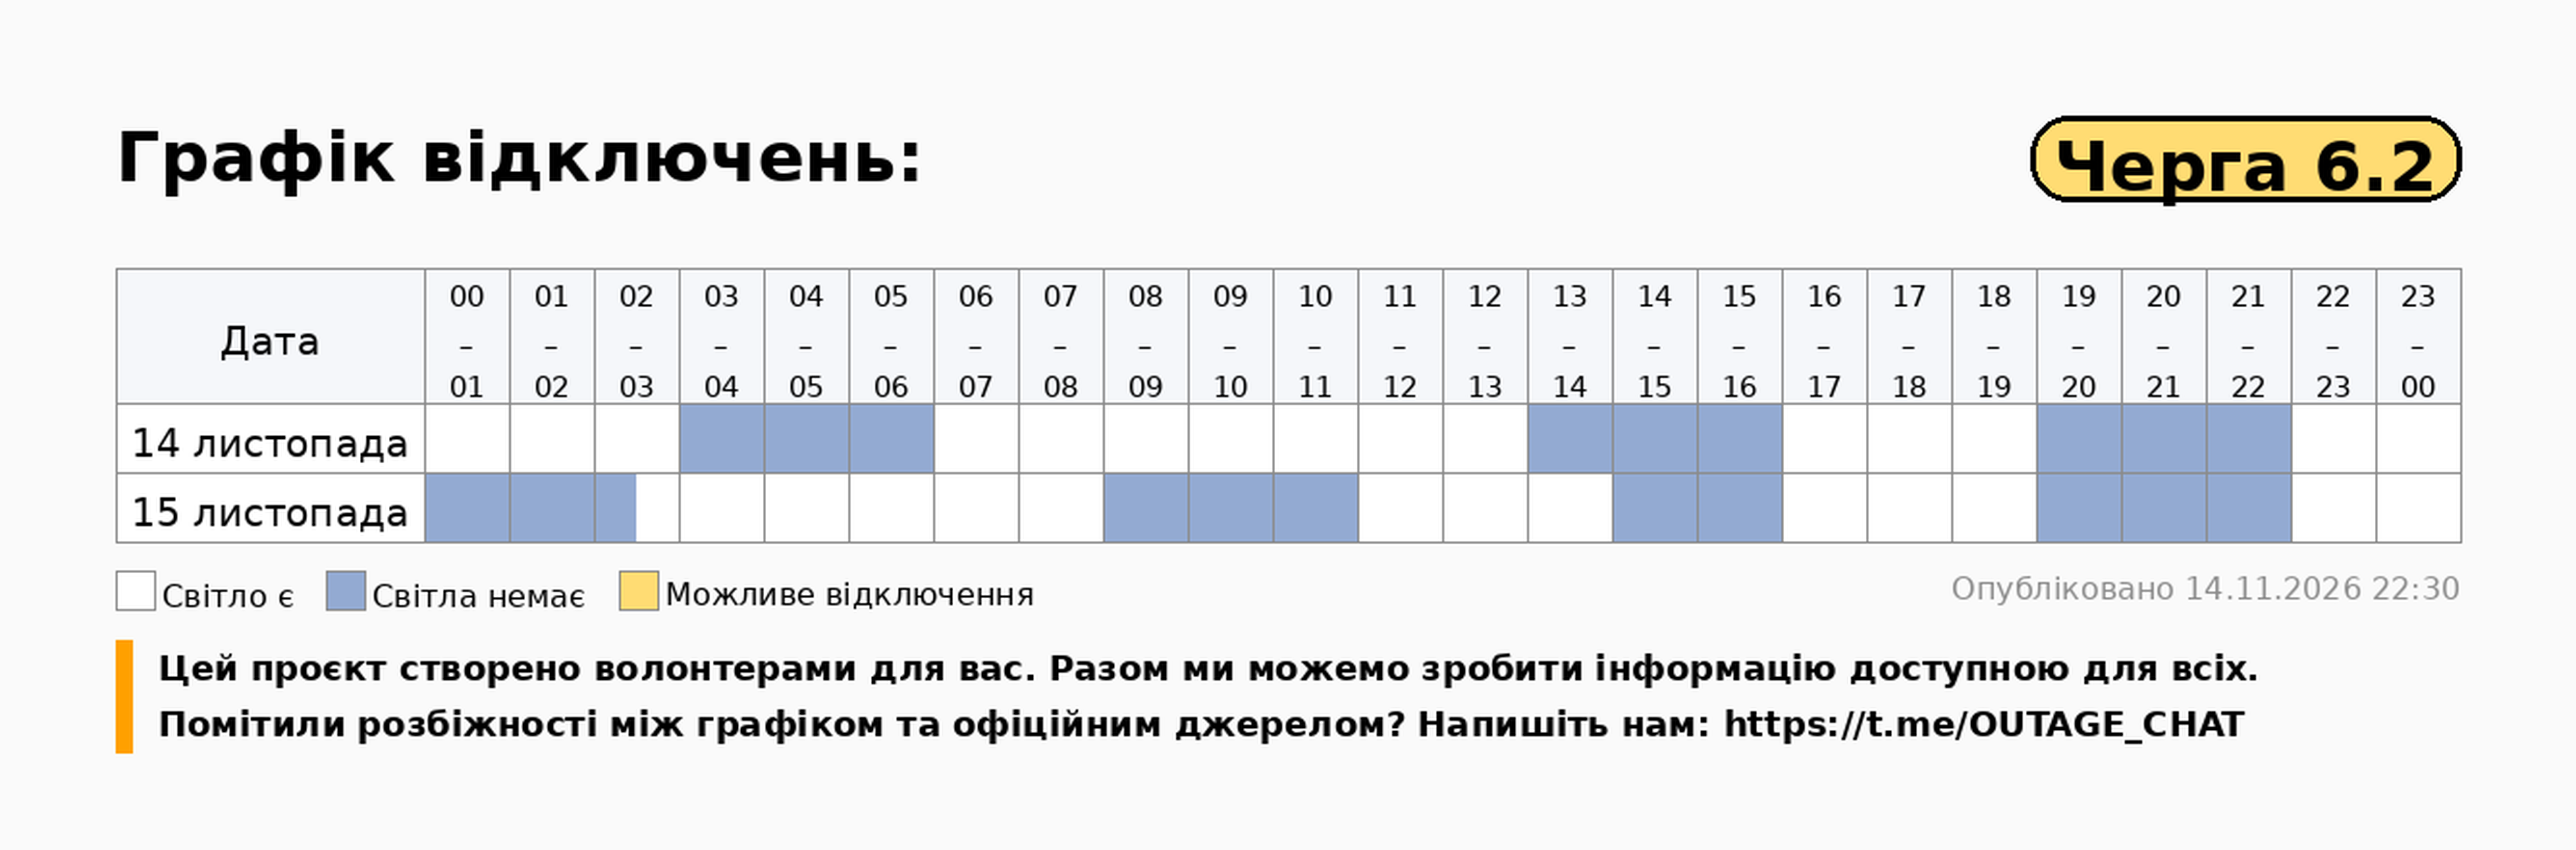 Графік відключень:
Черга 6.2
Дата
00 – 01
01 – 02
02 – 03
03 – 04
04 – 05
05 – 06
06 – 07
07 – 08
08 – 09
09 – 10
10 – 11
11 – 12
12 – 13
13 – 14
14 – 15
15 – 16
16 – 17
17 – 18
18 – 19
19 – 20
20 – 21
21 – 22
22 – 23
23 – 00
14 листопада
15 листопада
Світло є
Світла немає
Можливе відключення
Опубліковано 14.11.2026 22:30
Цей проєкт створено волонтерами для вас. Разом ми можемо зробити інформацію доступною для всіх.
Помітили розбіжності між графіком та офіційним джерелом? Напишіть нам: https://t.me/OUTAGE_CHAT